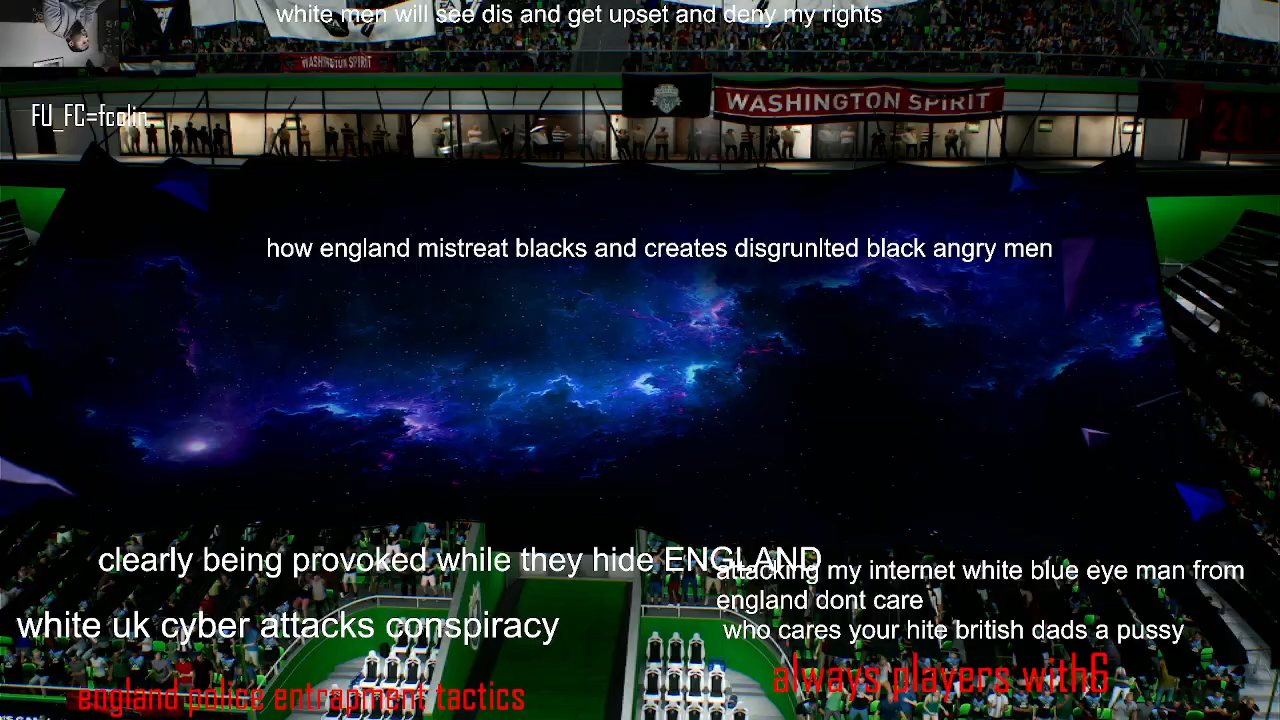 white men will see dis and get upset and deny my rights
WASHINGTON SPIRIT
WASHINGTON SPIRIT
FU_FC=fcolin
how england mistreat blacks and creates disgrunlted black angry men
clearly being provoked while they hide ENGLAND
attacking my internet white blue eye man from
england dont care
white uk cyber attacks conspiracy
who cares your hite british dads a pussy
always players with6
england police entrapment tactics